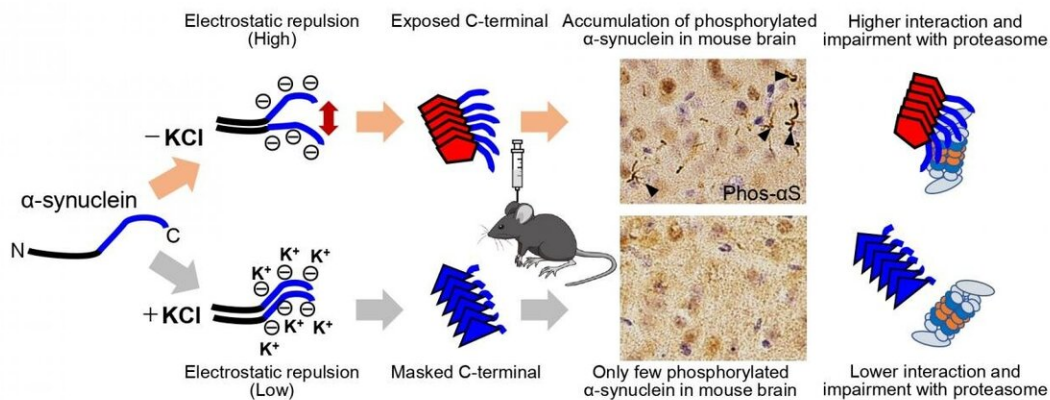 Electrostatic repulsion
(High)
Exposed C-terminal
Accumulation of phosphorylated
α-synuclein in mouse brain
Higher interaction and
impairment with proteasome
− KCl
Phos-αS
α-synuclein
N
C
K⁺ K⁺ K⁺
+ KCl
K⁺ K⁺
K⁺
Electrostatic repulsion
(Low)
Masked C-terminal
Only few phosphorylated
α-synuclein in mouse brain
Lower interaction and
impairment with proteasome